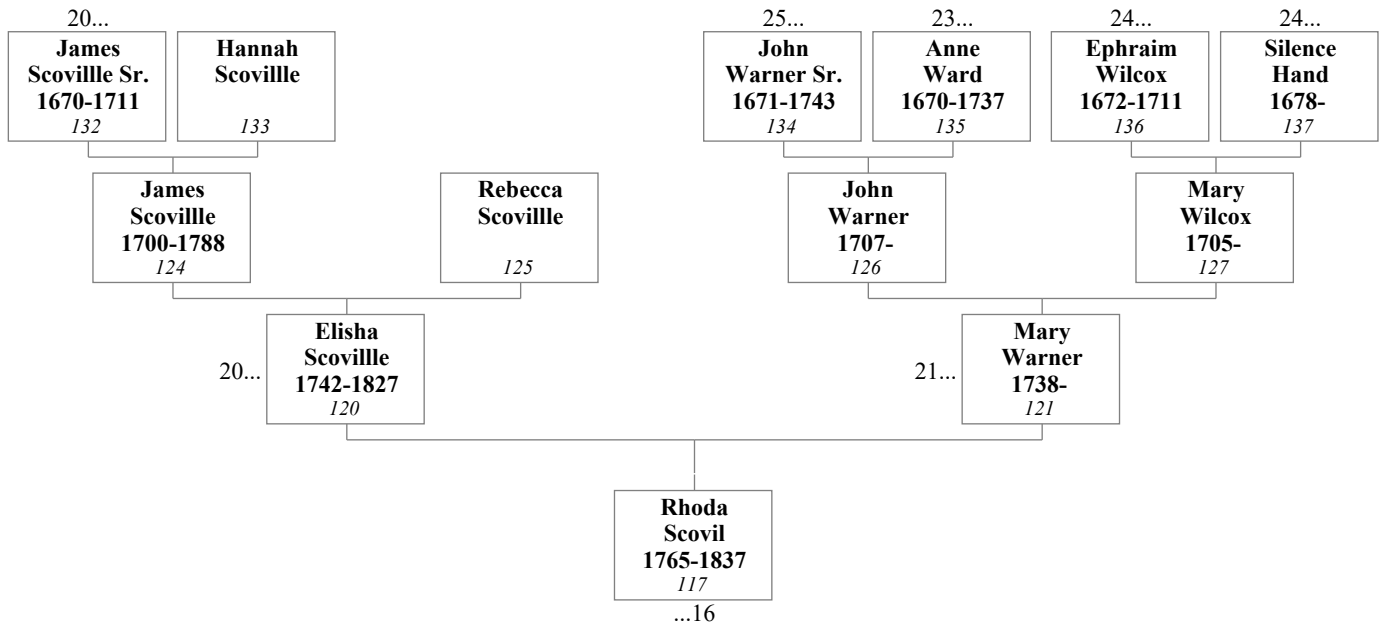 20...
James
Scovillle Sr.
1670-1711
132
Hannah
Scovillle
133
25...
John
Warner Sr.
1671-1743
134
23...
Anne
Ward
1670-1737
135
24...
Ephraim
Wilcox
1672-1711
136
24...
Silence
Hand
1678-
137
James
Scovillle
1700-1788
124
Rebecca
Scovillle
125
John
Warner
1707-
126
Mary
Wilcox
1705-
127
20...
Elisha
Scovillle
1742-1827
120
21...
Mary
Warner
1738-
121
Rhoda
Scovil
1765-1837
117
...16